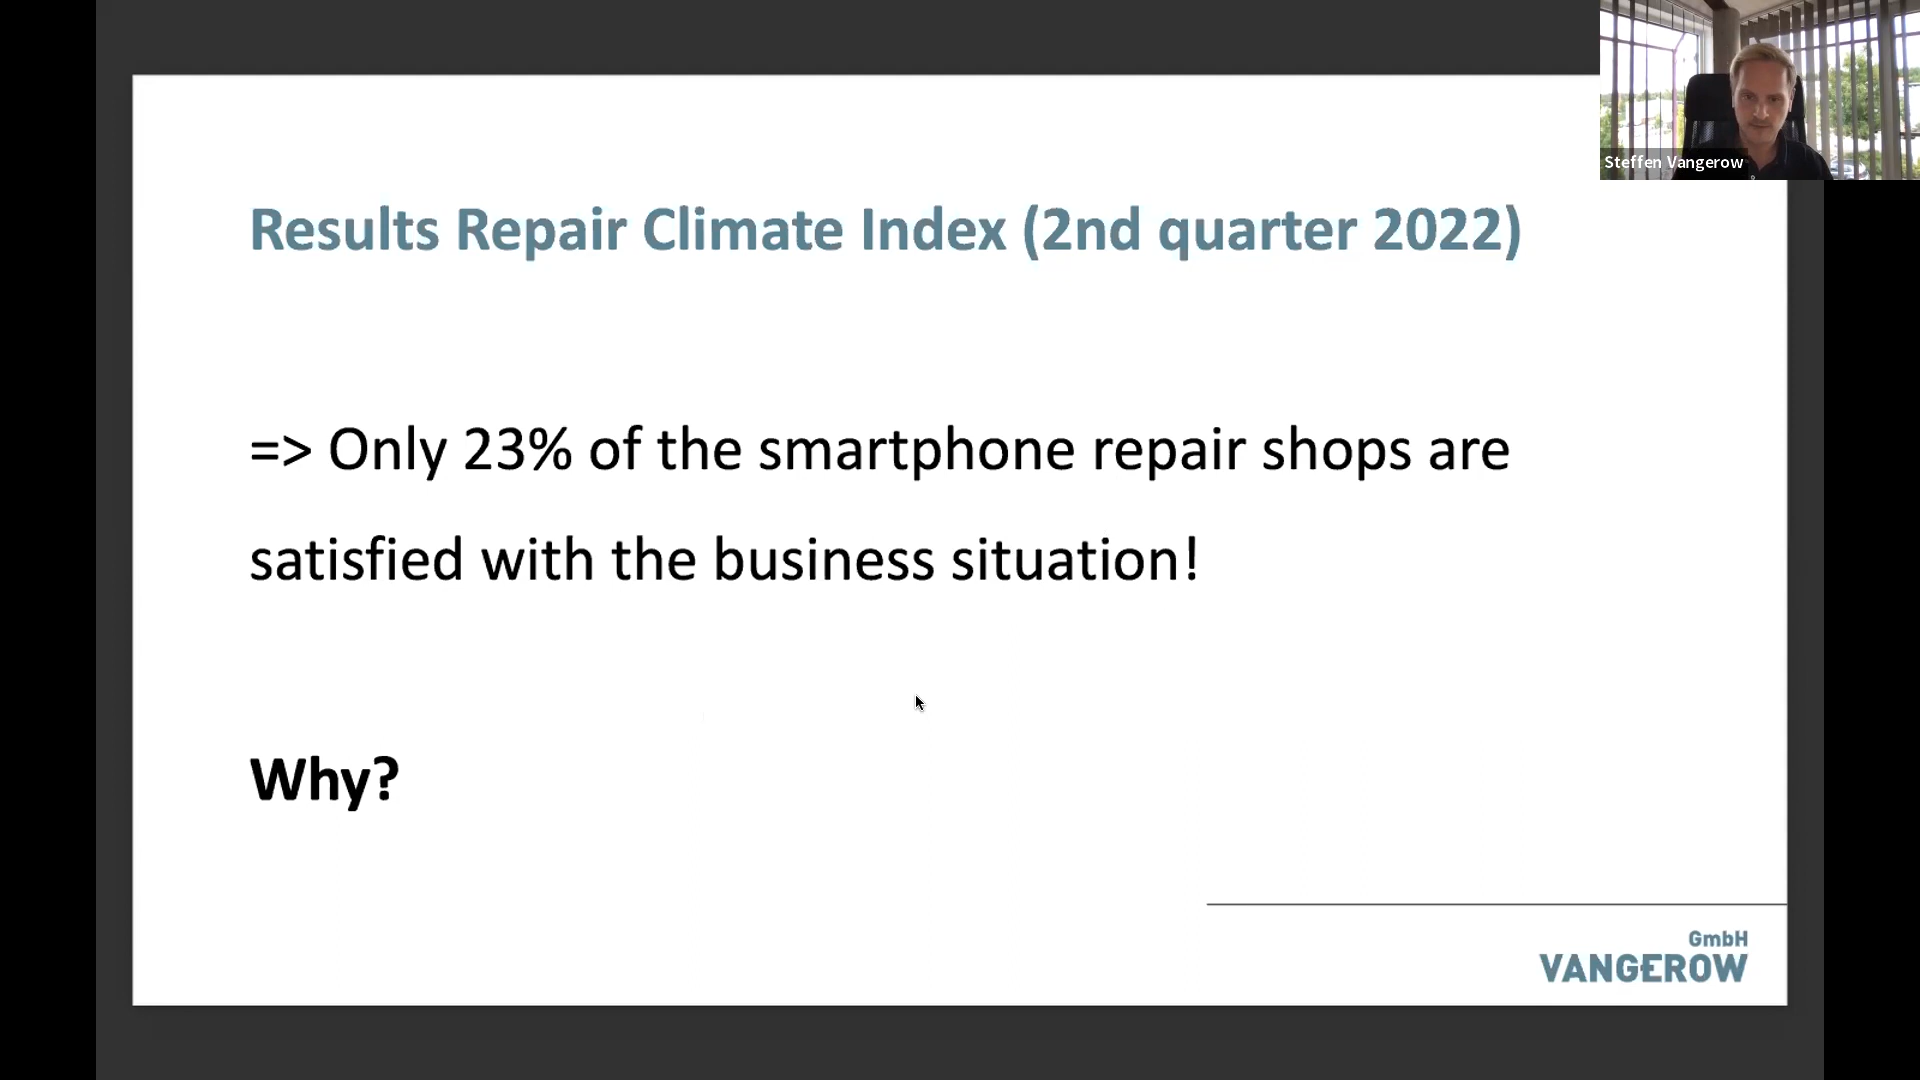 Steffen Vangerow
Results Repair Climate Index (2nd quarter 2022)
=> Only 23% of the smartphone repair shops are
satisfied with the business situation!
Why?
GmbH
VANGEROW